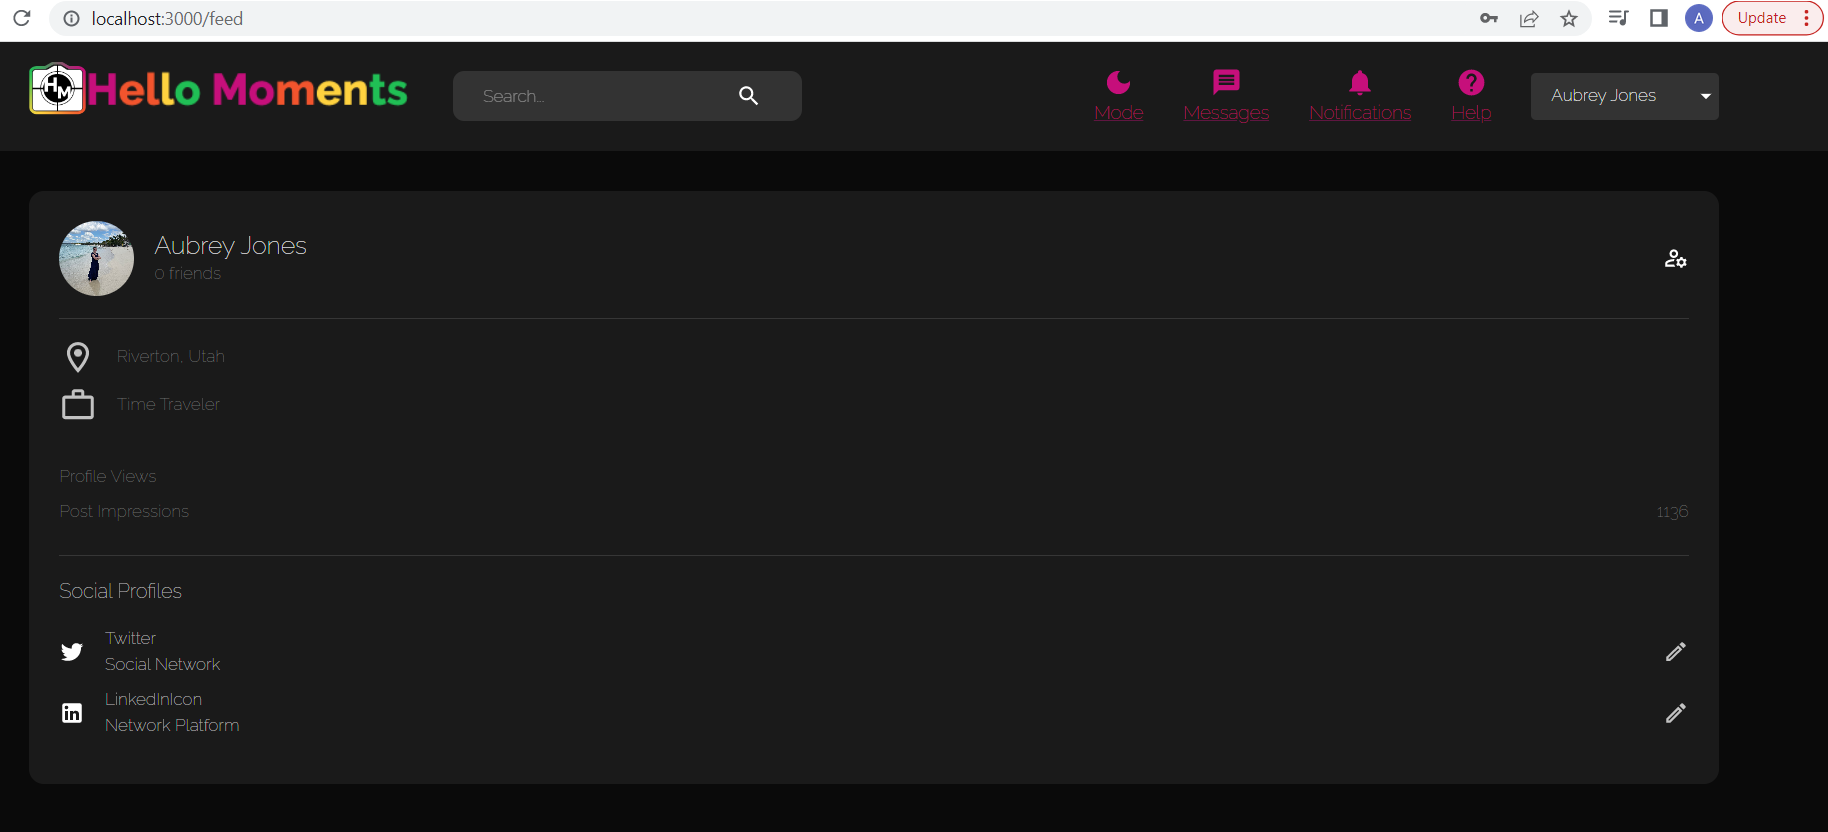 localhost:3000/feed
A
Update
HM
Hello Moments
Search...
Mode
Messages
Notifications
Help
Aubrey Jones
Aubrey Jones
0 friends
Riverton, Utah
Time Traveler
Profile Views
Post Impressions 1136
Social Profiles
Twitter
Social Network
in
LinkedInIcon
Network Platform